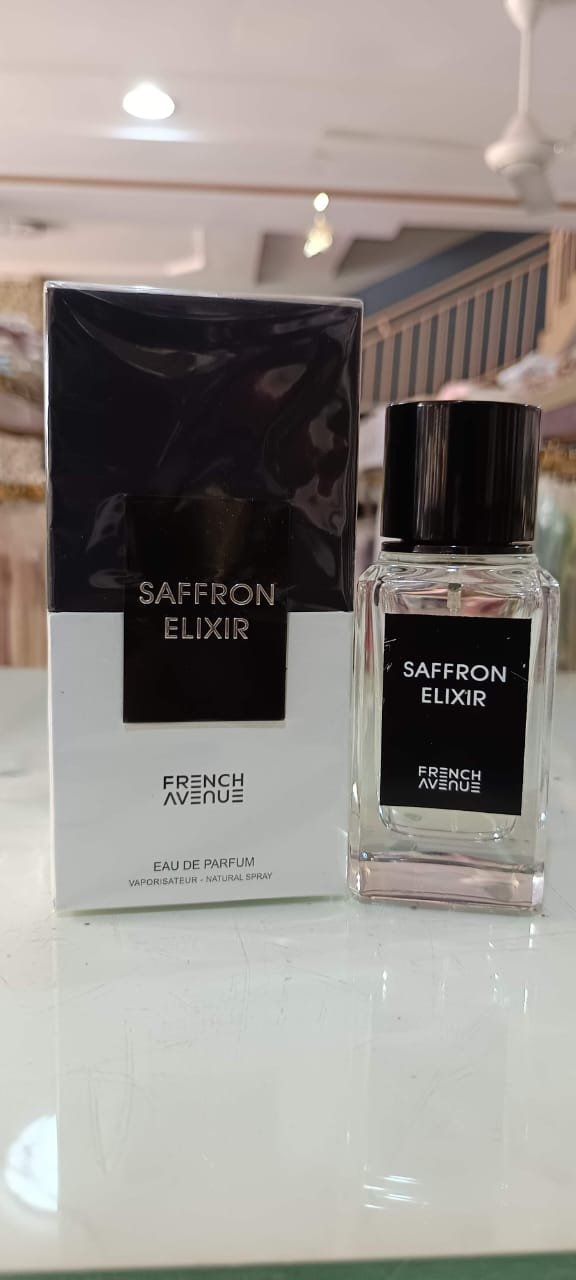 SAFFRON
ELIXIR
FRENCH
AVENUE
EAU DE PARFUM
VAPORISATEUR - NATURAL SPRAY
SAFFRON
ELIXIR
FRENCH
AVENUE